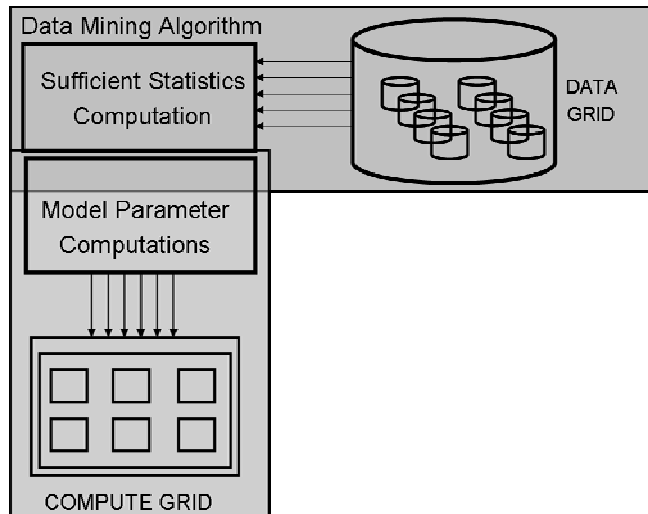 Data Mining Algorithm
Sufficient Statistics
Computation
DATA
GRID
Model Parameter
Computations
COMPUTE GRID